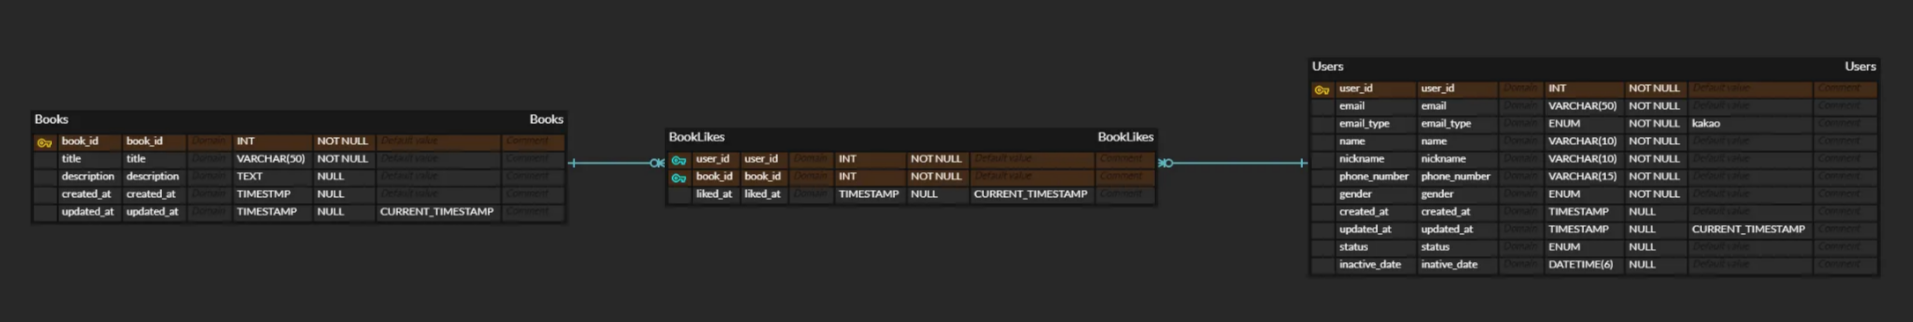 Books Books
book_id book_id Domain INT NOT NULL Default value Comment
title title Domain VARCHAR(50) NOT NULL Default value Comment
description description Domain TEXT NULL Default value Comment
created_at created_at Domain TIMESTMP NULL Default value Comment
updated_at updated_at Domain TIMESTAMP NULL CURRENT_TIMESTAMP Comment
BookLikes BookLikes
user_id user_id Domain INT NOT NULL Default value Comment
book_id book_id Domain INT NOT NULL Default value Comment
liked_at liked_at Domain TIMESTAMP NULL CURRENT_TIMESTAMP Comment
Users Users
user_id user_id Domain INT NOT NULL Default value Comment
email email Domain VARCHAR(50) NOT NULL Default value Comment
email_type email_type Domain ENUM NOT NULL kakao Comment
name name Domain VARCHAR(10) NOT NULL Default value Comment
nickname nickname Domain VARCHAR(10) NOT NULL Default value Comment
phone_number phone_number Domain VARCHAR(15) NOT NULL Default value Comment
gender gender Domain ENUM NOT NULL Default value Comment
created_at created_at Domain TIMESTAMP NULL Default value Comment
updated_at updated_at Domain TIMESTAMP NULL CURRENT_TIMESTAMP Comment
status status Domain ENUM NULL Default value Comment
inactive_date inative_date Domain DATETIME(6) NULL Default value Comment